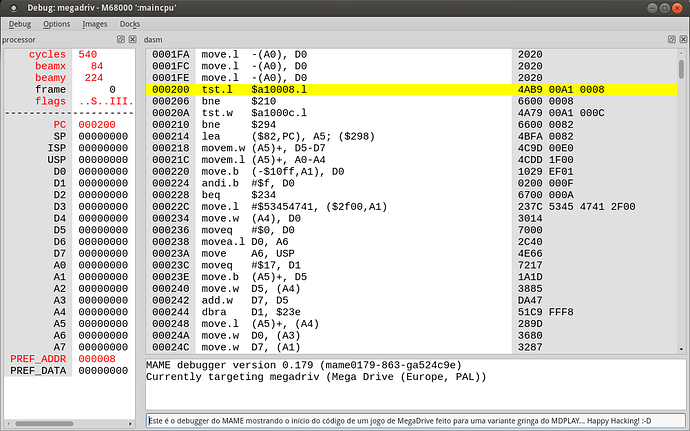 Debug: megadriv - M68000 ':maincpu'
Debug Options Images Docks
processor
cycles 540
beamx 84
beamy 224
frame 0
flags ..S..III.
PC 000200
SP 00000000
ISP 00000000
USP 00000000
D0 00000000
D1 00000000
D2 00000000
D3 00000000
D4 00000000
D5 00000000
D6 00000000
D7 00000000
A0 00000000
A1 00000000
A2 00000000
A3 00000000
A4 00000000
A5 00000000
A6 00000000
A7 00000000
PREF_ADDR 000008
PREF_DATA 00000000
dasm
0001FA move.l -(A0), D0 2020
0001FC move.l -(A0), D0 2020
0001FE move.l -(A0), D0 2020
000200 tst.l $a10008.l 4AB9 00A1 0008
000206 bne $210 6600 0008
00020A tst.w $a1000c.l 4A79 00A1 000C
000210 bne $294 6600 0082
000214 lea ($82,PC), A5; ($298) 4BFA 0082
000218 movem.w (A5)+, D5-D7 4C9D 00E0
00021C movem.l (A5)+, A0-A4 4CDD 1F00
000220 move.b (-$10ff,A1), D0 1029 EF01
000224 andi.b #$f, D0 0200 000F
000228 beq $234 6700 000A
00022C move.l #$53454741, ($2f00,A1) 237C 5345 4741 2F00
000234 move.w (A4), D0 3014
000236 moveq #$0, D0 7000
000238 movea.l D0, A6 2C40
00023A move A6, USP 4E66
00023C moveq #$17, D1 7217
00023E move.b (A5)+, D5 1A1D
000240 move.w D5, (A4) 3885
000242 add.w D7, D5 DA47
000244 dbra D1, $23e 51C9 FFF8
000248 move.l (A5)+, (A4) 289D
00024A move.w D0, (A3) 3680
00024C move.w D7, (A1) 3287
MAME debugger version 0.179 (mame0179-863-ga524c9e)
Currently targeting megadriv (Mega Drive (Europe, PAL))
Este é o debugger do MAME mostrando o início do código de um jogo de MegaDrive feito para uma variante gringa do MDPLAY... Happy Hacking! :-D